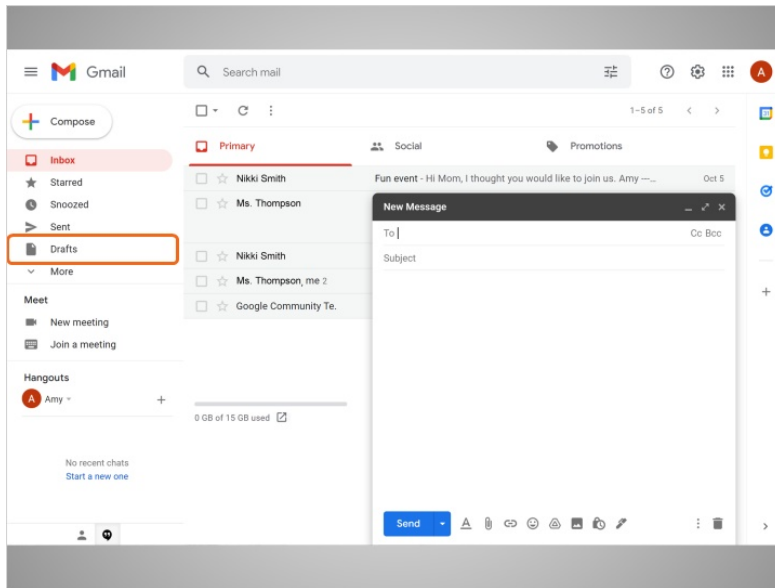 Gmail
Search mail
A
Compose
1–5 of 5
Primary
Social
Promotions
Inbox
Starred
Snoozed
Sent
Drafts
More
Nikki Smith
Fun event - Hi Mom, I thought you would like to join us. Amy ---...
Oct 5
Ms. Thompson
Nikki Smith
Ms. Thompson, me 2
Google Community Te.
New Message
To
Cc Bcc
Subject
Meet
New meeting
Join a meeting
Hangouts
A
Amy
0 GB of 15 GB used
No recent chats
Start a new one
Send
A